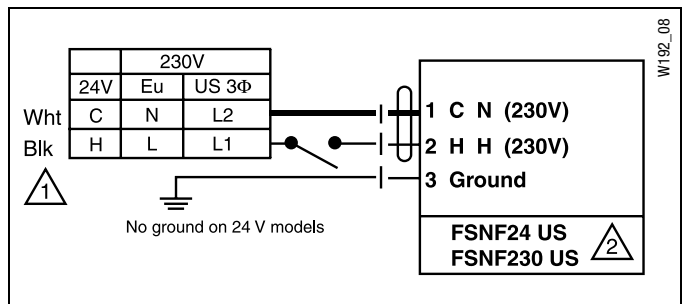 W192_08
230V
24V Eu US 3Φ
Wht C N L2
Blk H L L1
1
No ground on 24 V models
1 C N (230V)
2 H H (230V)
3 Ground
FSNF24 US
FSNF230 US
2